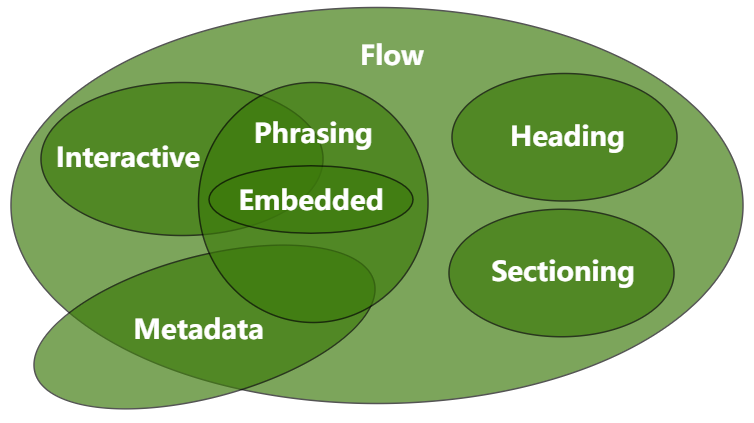 Flow
Interactive
Phrasing
Heading
Embedded
Sectioning
Metadata